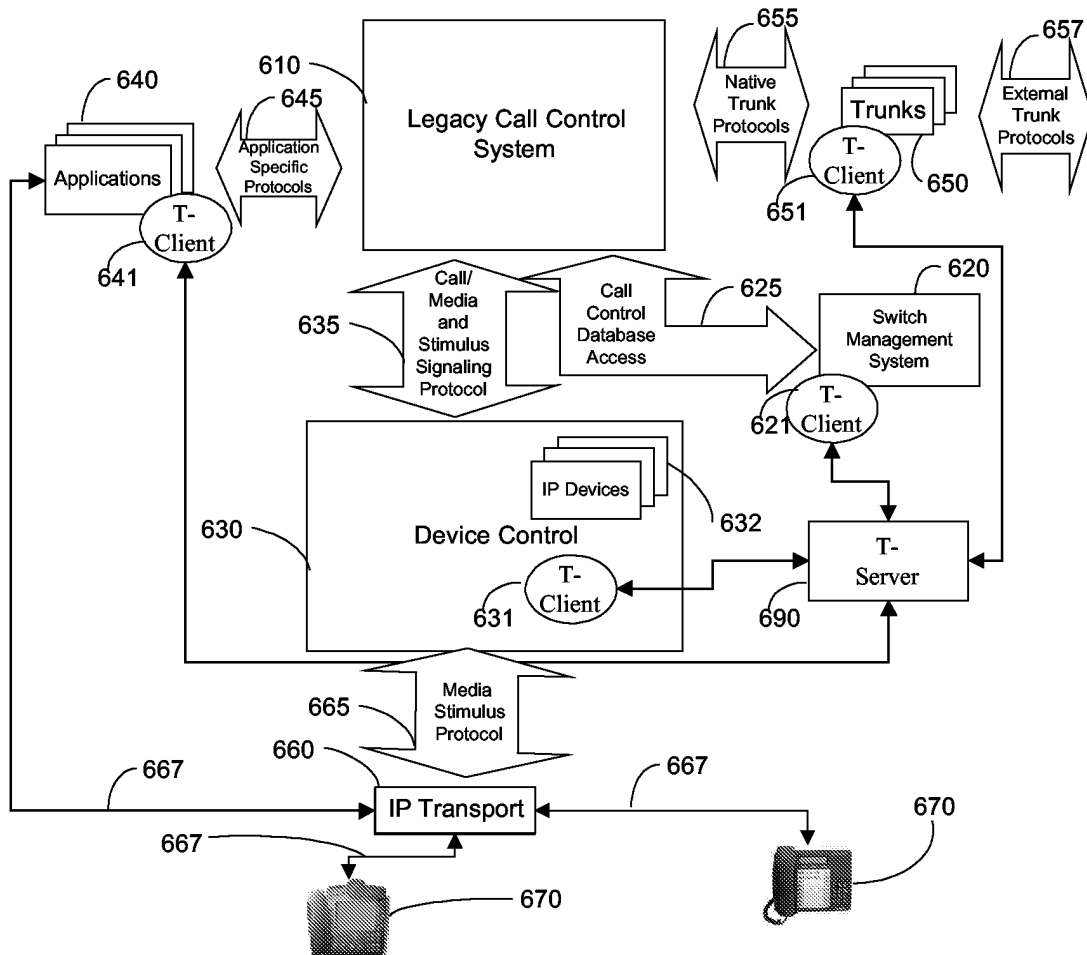 655
657
610
640
645
Legacy Call Control
System
Native
Trunk
Protocols
Trunks
External
Trunk
Protocols
Applications
Application
Specific
Protocols
T-
Client
650
651
T-
Client
641
620
Call/
Media
and
Stimulus
Signaling
Protocol
Call
Control
Database
Access
625
635
Switch
Management
System
T-
Client
621
IP Devices
632
630
Device Control
T-
Client
631
T-
Server
690
Media
Stimulus
Protocol
665
660
667
667
IP Transport
667
670
670